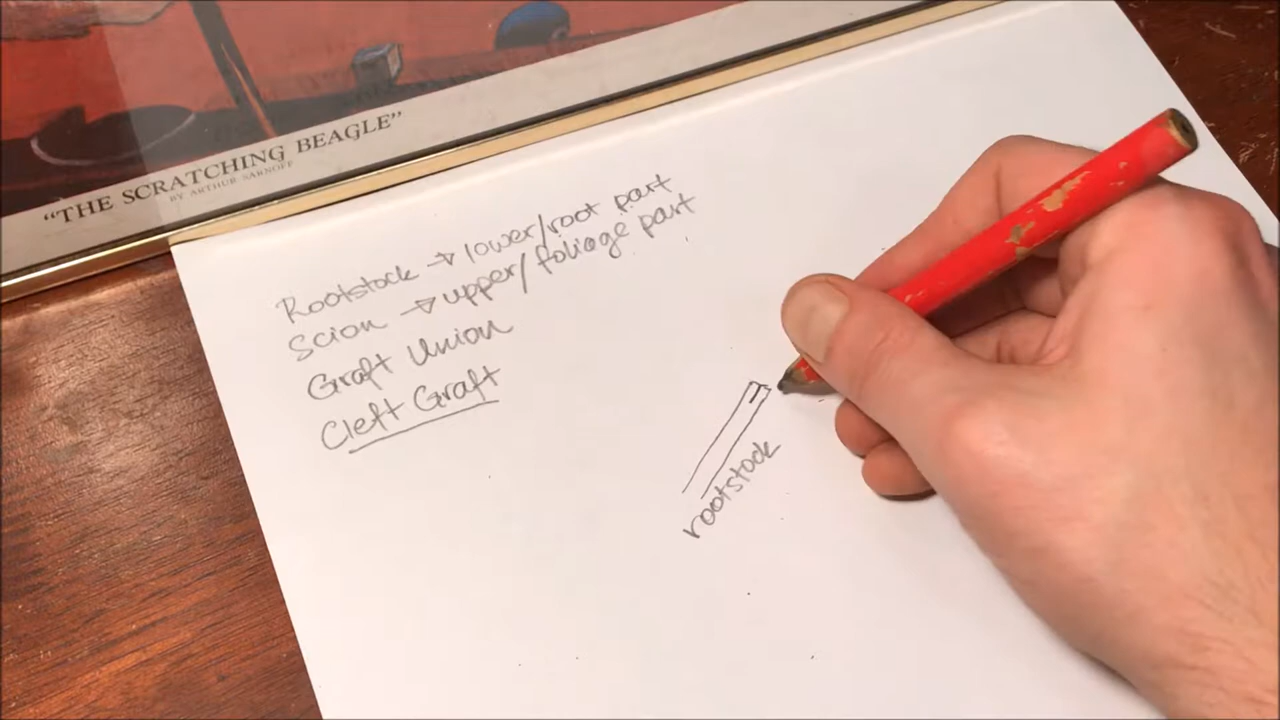 “THE SCRATCHING BEAGLE”
BY ARTHUR SARNOFF
Rootstock → lower/root part
Scion → upper/foliage part
Graft Union
Cleft Graft
rootstock